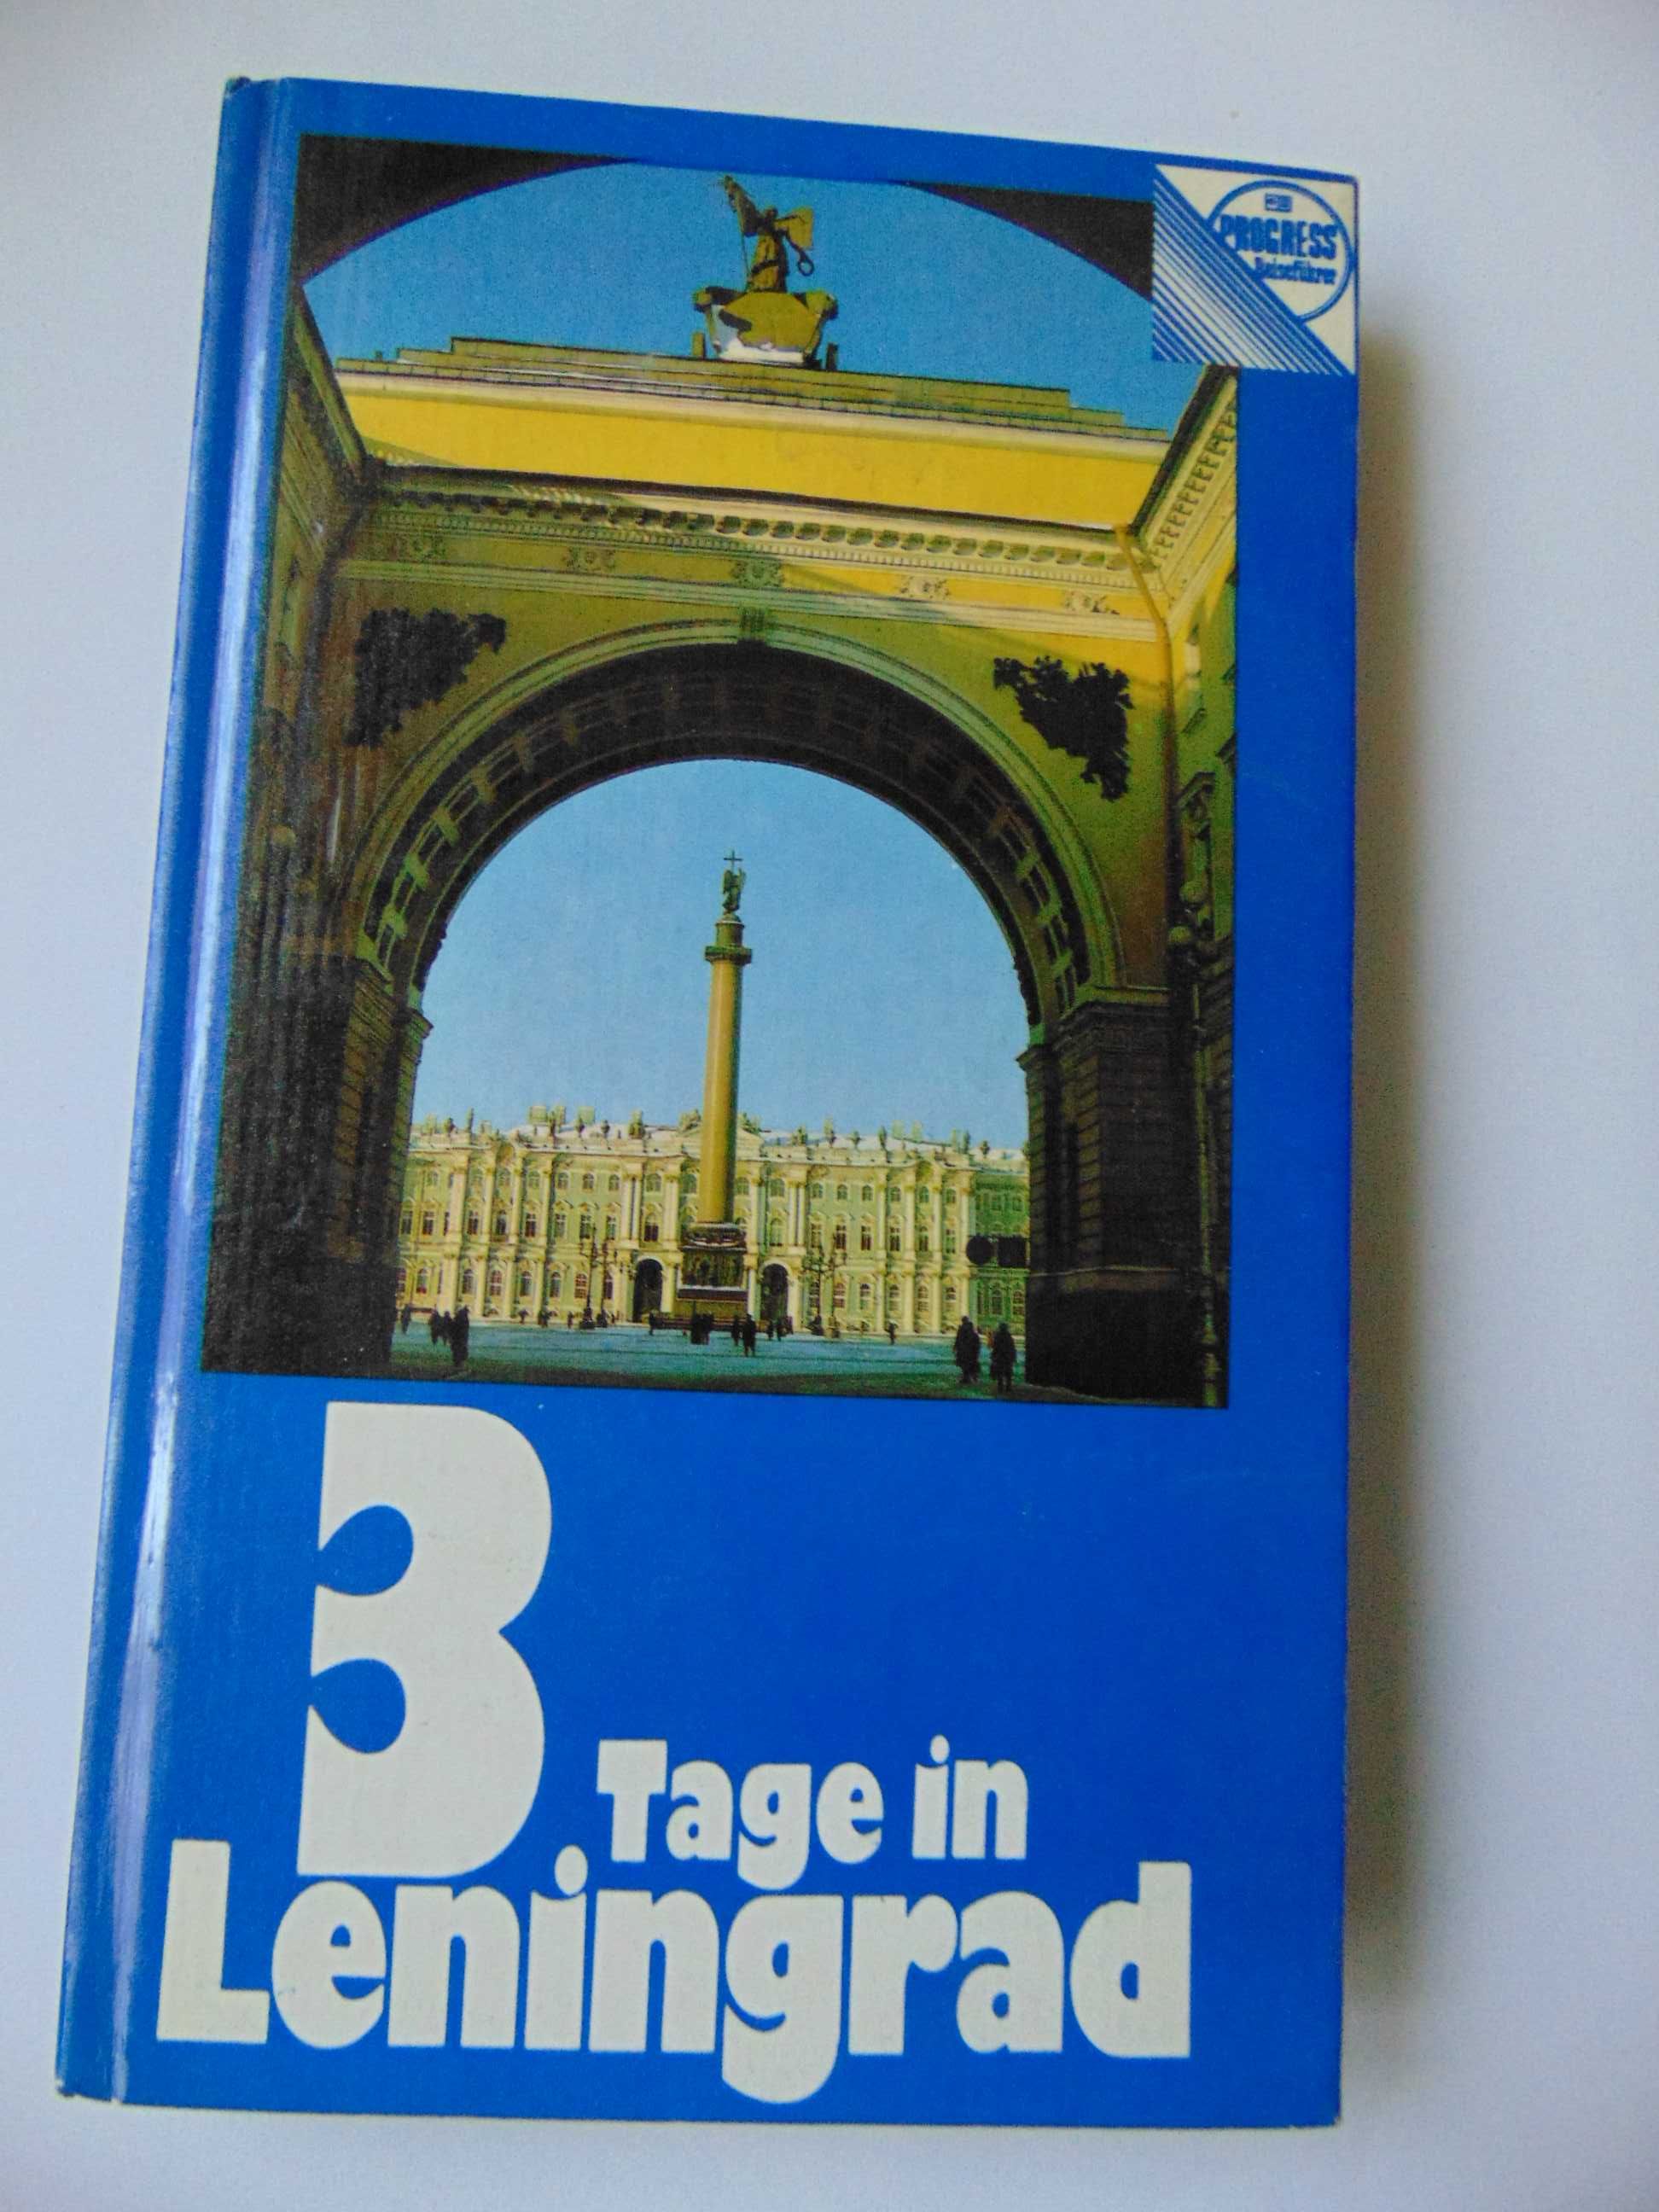 PROGRESS
Reiseführer
3 Tage in
Leningrad